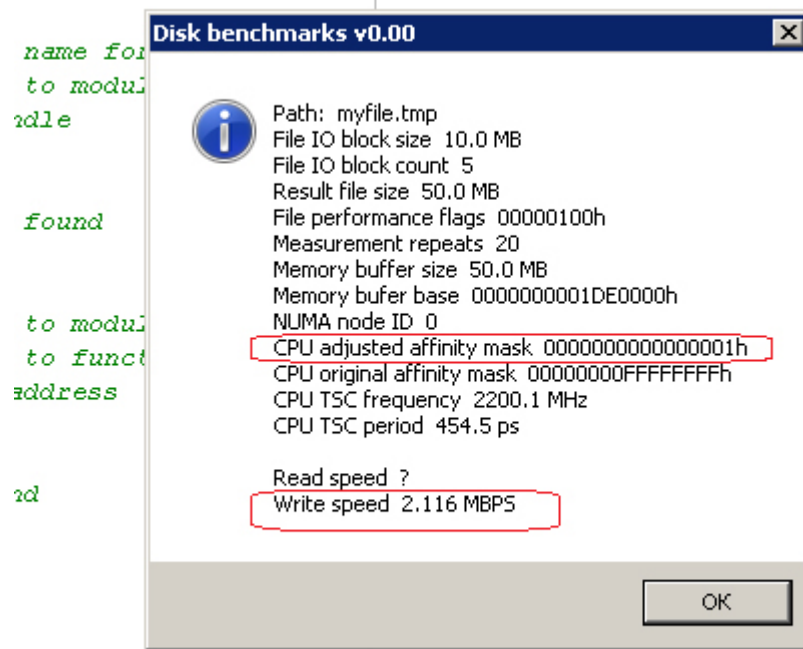 Disk benchmarks v0.00
name for
to modul
ndle
found
to modul
to funct
address
nd
Path: myfile.tmp
File IO block size 10.0 MB
File IO block count 5
Result file size 50.0 MB
File performance flags 00000100h
Measurement repeats 20
Memory buffer size 50.0 MB
Memory bufer base 0000000001DE0000h
NUMA node ID 0
CPU adjusted affinity mask 0000000000000001h
CPU original affinity mask 00000000FFFFFFFFh
CPU TSC frequency 2200.1 MHz
CPU TSC period 454.5 ps
Read speed ?
Write speed 2.116 MBPS
OK